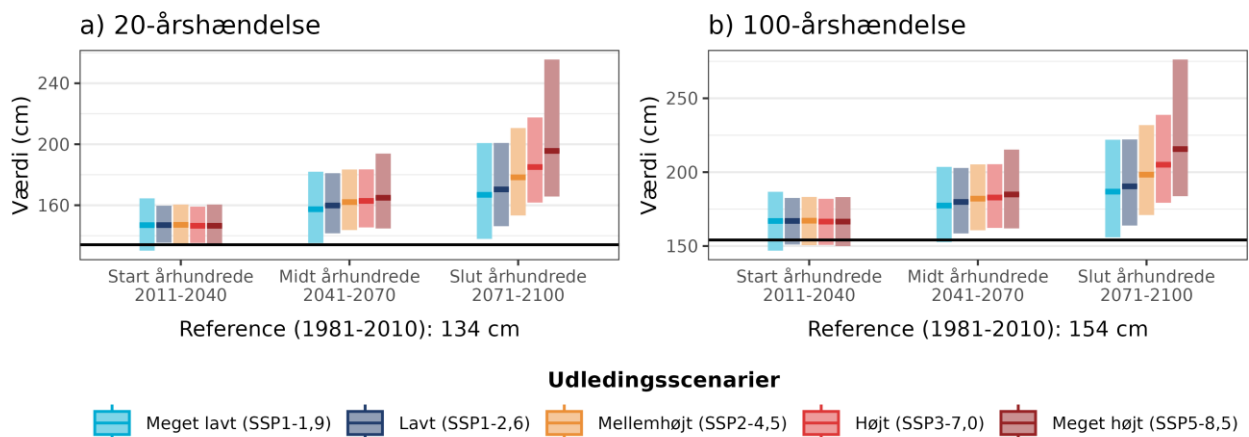 a) 20-årshændelse
b) 100-årshændelse
Værdi (cm)
240
200
160
Start århundrede
2011-2040
Midt århundrede
2041-2070
Slut århundrede
2071-2100
Reference (1981-2010): 134 cm
Værdi (cm)
250
200
150
Start århundrede
2011-2040
Midt århundrede
2041-2070
Slut århundrede
2071-2100
Reference (1981-2010): 154 cm
Udledingsscenarier
Meget lavt (SSP1-1,9)
Lavt (SSP1-2,6)
Mellemhøjt (SSP2-4,5)
Højt (SSP3-7,0)
Meget højt (SSP5-8,5)